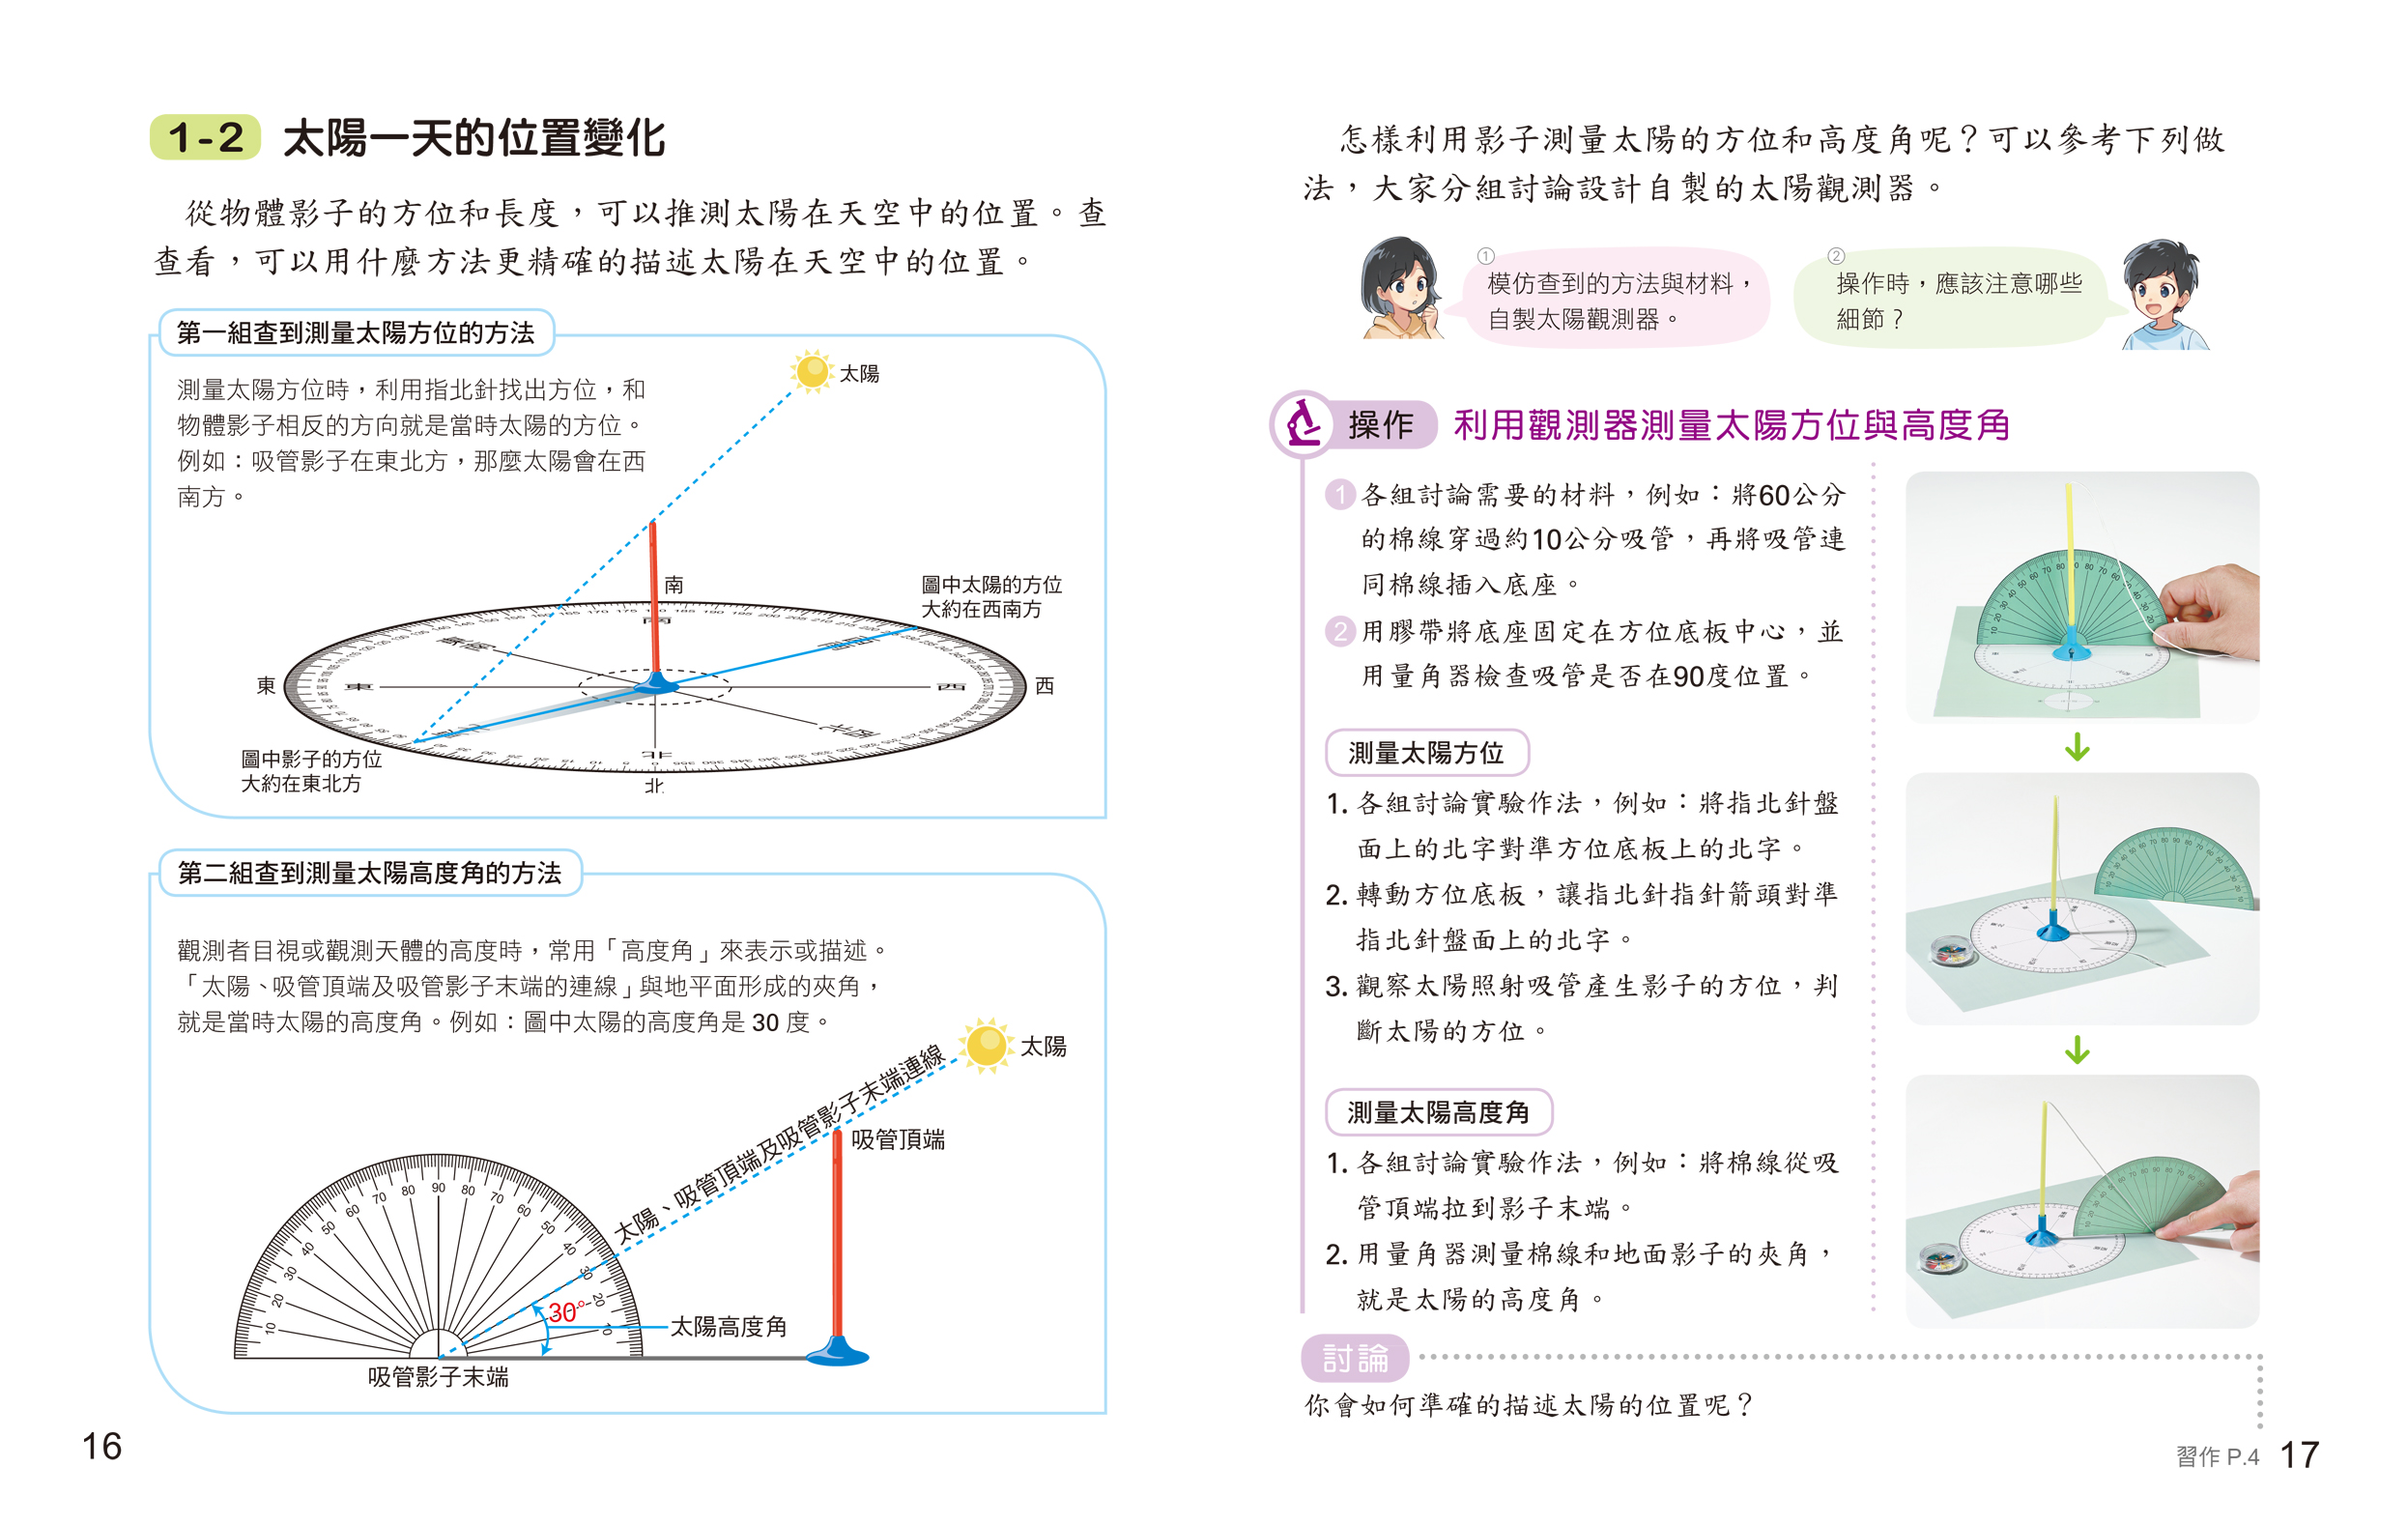 1-2 太陽一天的位置變化
從物體影子的方位和長度，可以推測太陽在天空中的位置。查
查看，可以用什麼方法更精確的描述太陽在天空中的位置。
第一組查到測量太陽方位的方法
測量太陽方位時，利用指北針找出方位，和
物體影子相反的方向就是當時太陽的方位。
例如：吸管影子在東北方，那麼太陽會在西
南方。
太陽
南
圖中太陽的方位
大約在西南方
東
西
圖中影子的方位
大約在東北方
北
第二組查到測量太陽高度角的方法
觀測者目視或觀測天體的高度時，常用「高度角」來表示或描述。
「太陽、吸管頂端及吸管影子末端的連線」與地平面形成的夾角，
就是當時太陽的高度角。例如：圖中太陽的高度角是 30 度。
太陽
太陽、吸管頂端及吸管影子末端連線
吸管頂端
10 20 30 40 50 60 70 80 90 80 70 60 50 40 30 20 10
30°
太陽高度角
吸管影子末端
16
怎樣利用影子測量太陽的方位和高度角呢？可以參考下列做
法，大家分組討論設計自製的太陽觀測器。
①
模仿查到的方法與材料，
自製太陽觀測器。
②
操作時，應該注意哪些
細節？
操作 利用觀測器測量太陽方位與高度角
1 各組討論需要的材料，例如：將60公分
的棉線穿過約10公分吸管，再將吸管連
同棉線插入底座。
2 用膠帶將底座固定在方位底板中心，並
用量角器檢查吸管是否在90度位置。
測量太陽方位
1. 各組討論實驗作法，例如：將指北針盤
面上的北字對準方位底板上的北字。
2. 轉動方位底板，讓指北針指針箭頭對準
指北針盤面上的北字。
3. 觀察太陽照射吸管產生影子的方位，判
斷太陽的方位。
測量太陽高度角
1. 各組討論實驗作法，例如：將棉線從吸
管頂端拉到影子末端。
2. 用量角器測量棉線和地面影子的夾角，
就是太陽的高度角。
討論
你會如何準確的描述太陽的位置呢？
習作 P.4 17